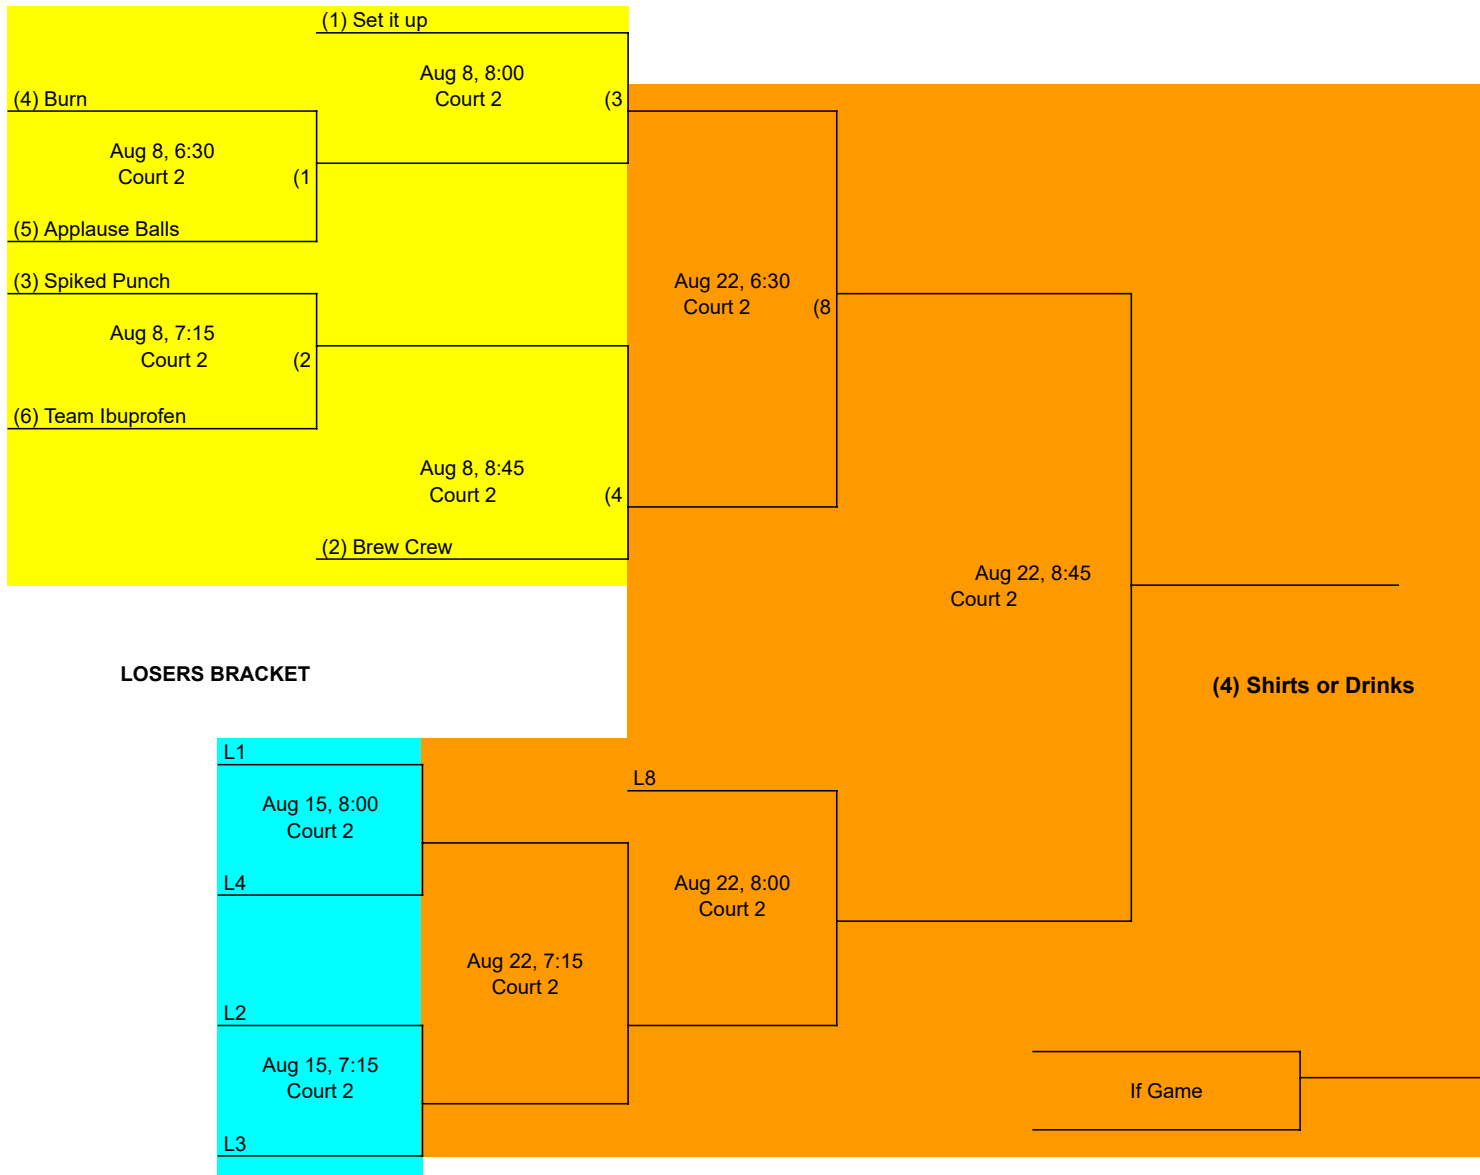 (1) Set it up
Aug 8, 8:00
Court 2
(3
(4) Burn
Aug 8, 6:30
Court 2
(1
(5) Applause Balls
(3) Spiked Punch
Aug 8, 7:15
Court 2
(2
(6) Team Ibuprofen
Aug 8, 8:45
Court 2
(4
(2) Brew Crew
Aug 22, 6:30
Court 2
(8
Aug 22, 8:45
Court 2
(4) Shirts or Drinks
LOSERS BRACKET
L1
Aug 15, 8:00
Court 2
L4
L2
Aug 15, 7:15
Court 2
L3
Aug 22, 7:15
Court 2
L8
Aug 22, 8:00
Court 2
If Game